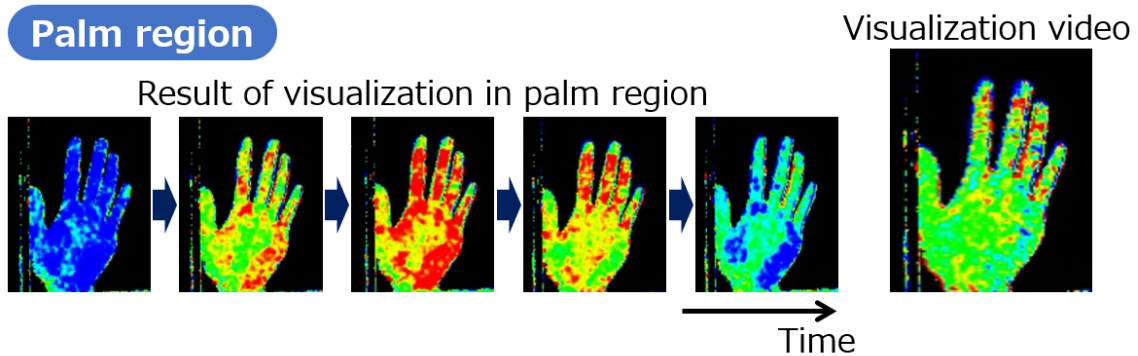 Palm region
Visualization video
Result of visualization in palm region
Time